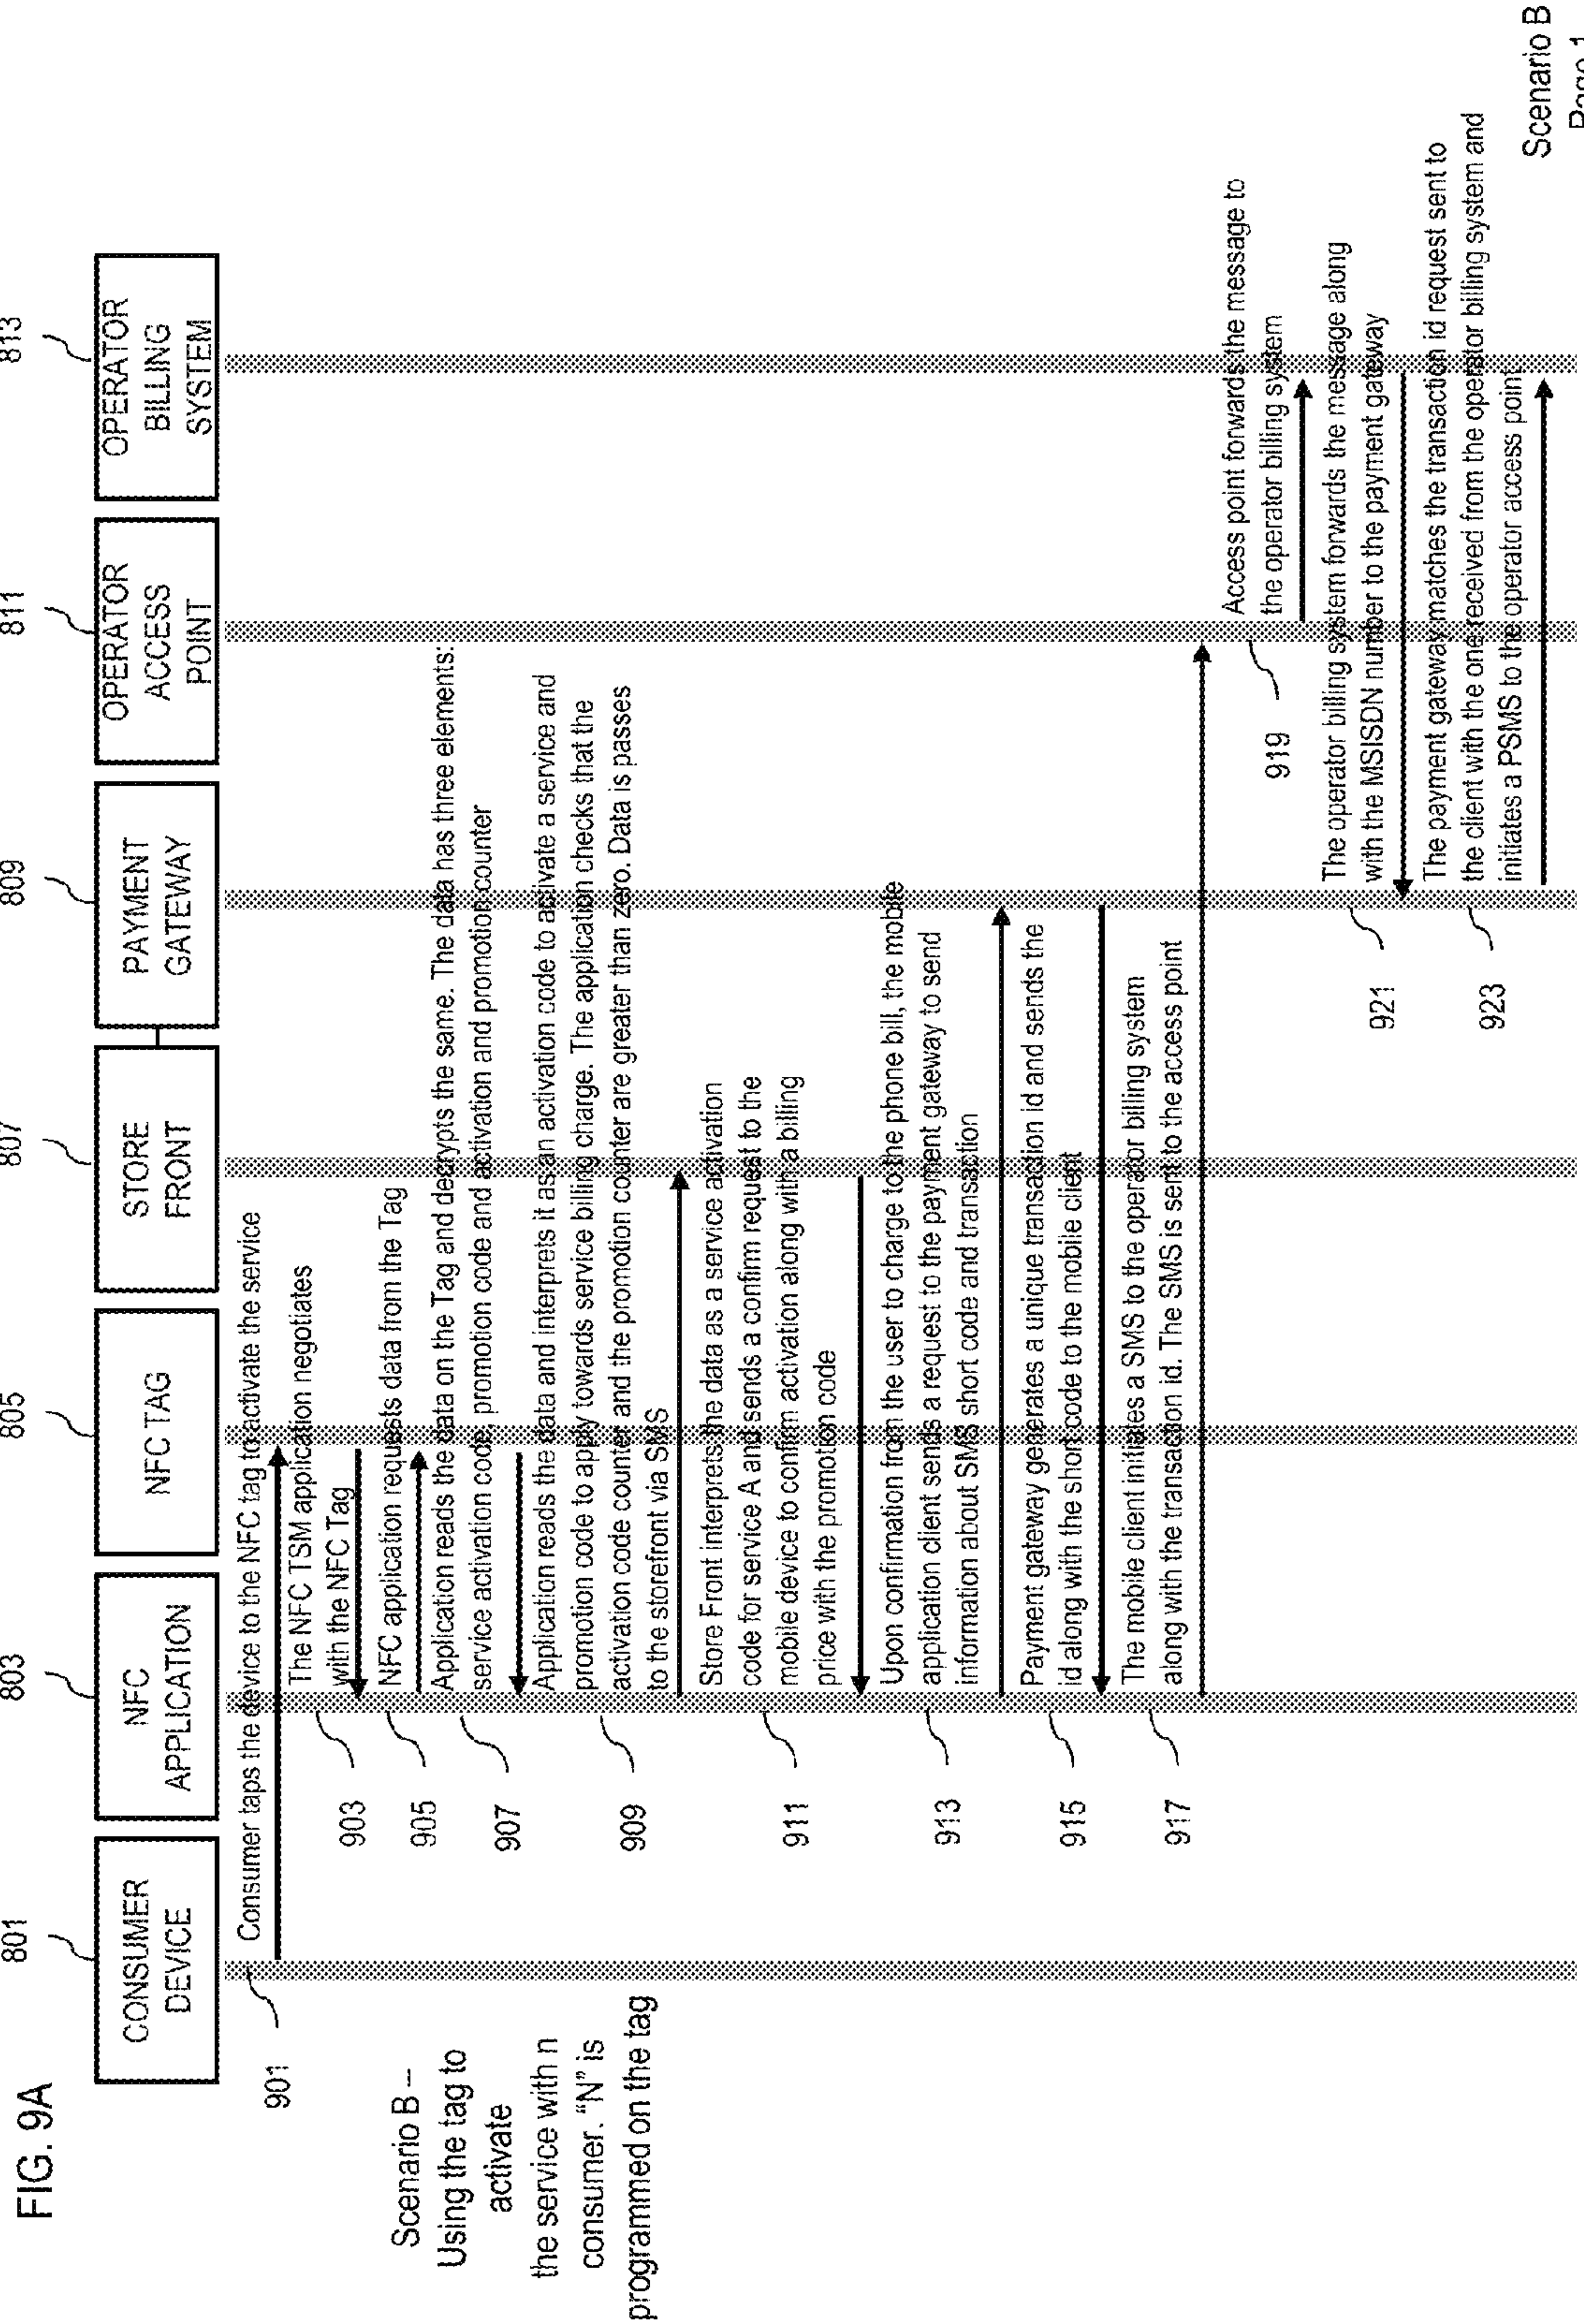 FIG. 9A
801
803
805
807
809
811
813
CONSUMER
DEVICE
NFC
APPLICATION
NFC TAG
STORE
FRONT
PAYMENT
GATEWAY
OPERATOR
ACCESS
POINT
OPERATOR
BILLING
SYSTEM
901
Consumer taps the device to the NFC tag to activate the service
Scenario B –
Using the tag to
activate
the service with n
consumer. “N” is
programmed on the tag
903
The NFC TSM application negotiates
with the NFC Tag
905
NFC application requests data from the Tag
907
Application reads the data on the Tag and decrypts the same. The data has three elements:
service activation code, promotion code and activation and promotion counter
909
Application reads the data and interprets it as an activation code to activate a service and
promotion code to apply towards service billing charge. The application checks that the
activation code counter and the promotion counter are greater than zero. Data is passes
to the storefront via SMS
911
Store Front interprets the data as a service activation
code for service A and sends a confirm request to the
mobile device to confirm activation along with a billing
price with the promotion code
913
Upon confirmation from the user to charge to the phone bill, the mobile
application client sends a request to the payment gateway to send
information about SMS short code and transaction
915
Payment gateway generates a unique transaction id and sends the
id along with the short code to the mobile client
917
The mobile client initiates a SMS to the operator billing system
along with the transaction id. The SMS is sent to the access point
919
Access point forwards the message to
the operator billing system
921
The operator billing system forwards the message along
with the MSISDN number to the payment gateway
923
The payment gateway matches the transaction id request sent to
the client with the one received from the operator billing system and
initiates a PSMS to the operator access point
Scenario B
Page 1